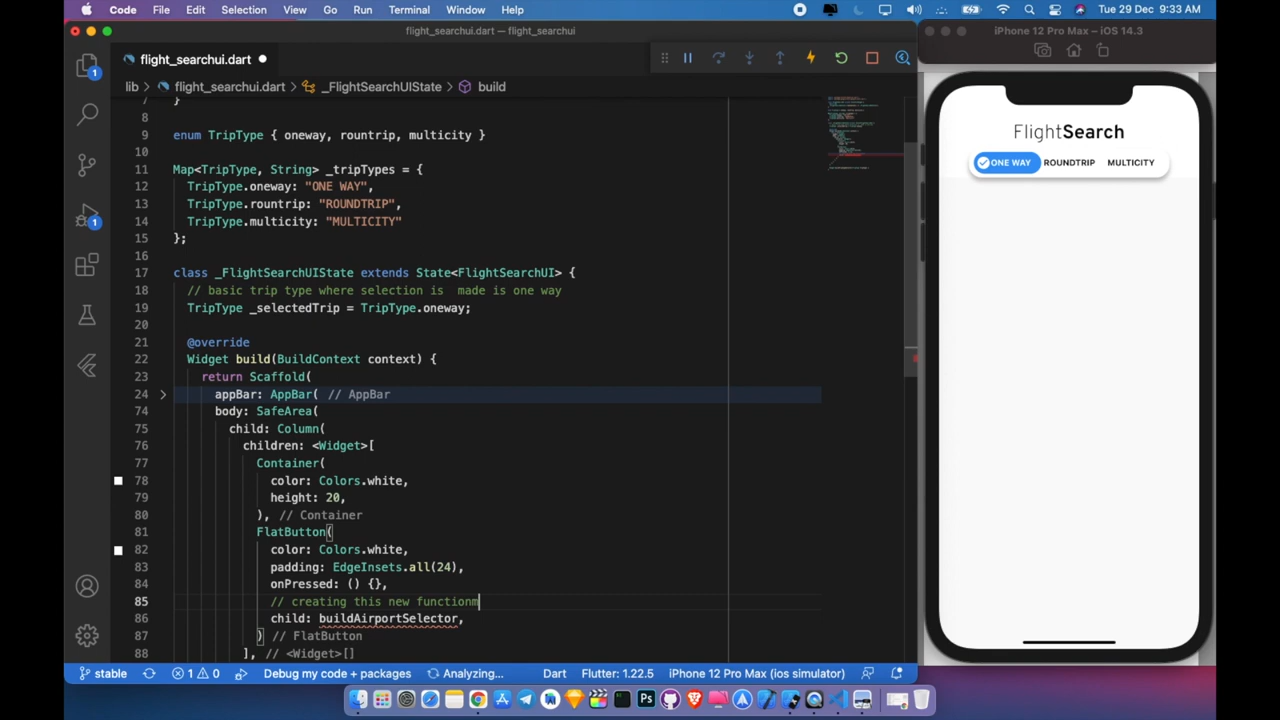 Code File Edit Selection View Go Run Terminal Window Help Tue 29 Dec 9:33 AM
flight_searchui.dart — flight_searchui
iPhone 12 Pro Max – iOS 14.3
flight_searchui.dart
lib > flight_searchui.dart > _FlightSearchUIState > build
7 }
8
9 enum TripType { oneway, rountrip, multicity }
10
11 Map<TripType, String> _tripTypes = {
12 TripType.oneway: "ONE WAY",
13 TripType.rountrip: "ROUNDTRIP",
14 TripType.multicity: "MULTICITY"
15 };
16
17 class _FlightSearchUIState extends State<FlightSearchUI> {
18 // basic trip type where selection is  made is one way
19 TripType _selectedTrip = TripType.oneway;
20
21 @override
22 Widget build(BuildContext context) {
23 return Scaffold(
24 appBar: AppBar( // AppBar
74 body: SafeArea(
75 child: Column(
76 children: <Widget>[
77 Container(
78 color: Colors.white,
79 height: 20,
80 ), // Container
81 FlatButton(
82 color: Colors.white,
83 padding: EdgeInsets.all(24),
84 onPressed: () {},
85 // creating this new functionm
86 child: buildAirportSelector,
87 ) // FlatButton
88 ], // <Widget>[]
1
1
FlightSearch
ONE WAY ROUNDTRIP MULTICITY
stable 1 0 Debug my code + packages Analyzing... Dart Flutter: 1.22.5 iPhone 12 Pro Max (ios simulator)
Ps